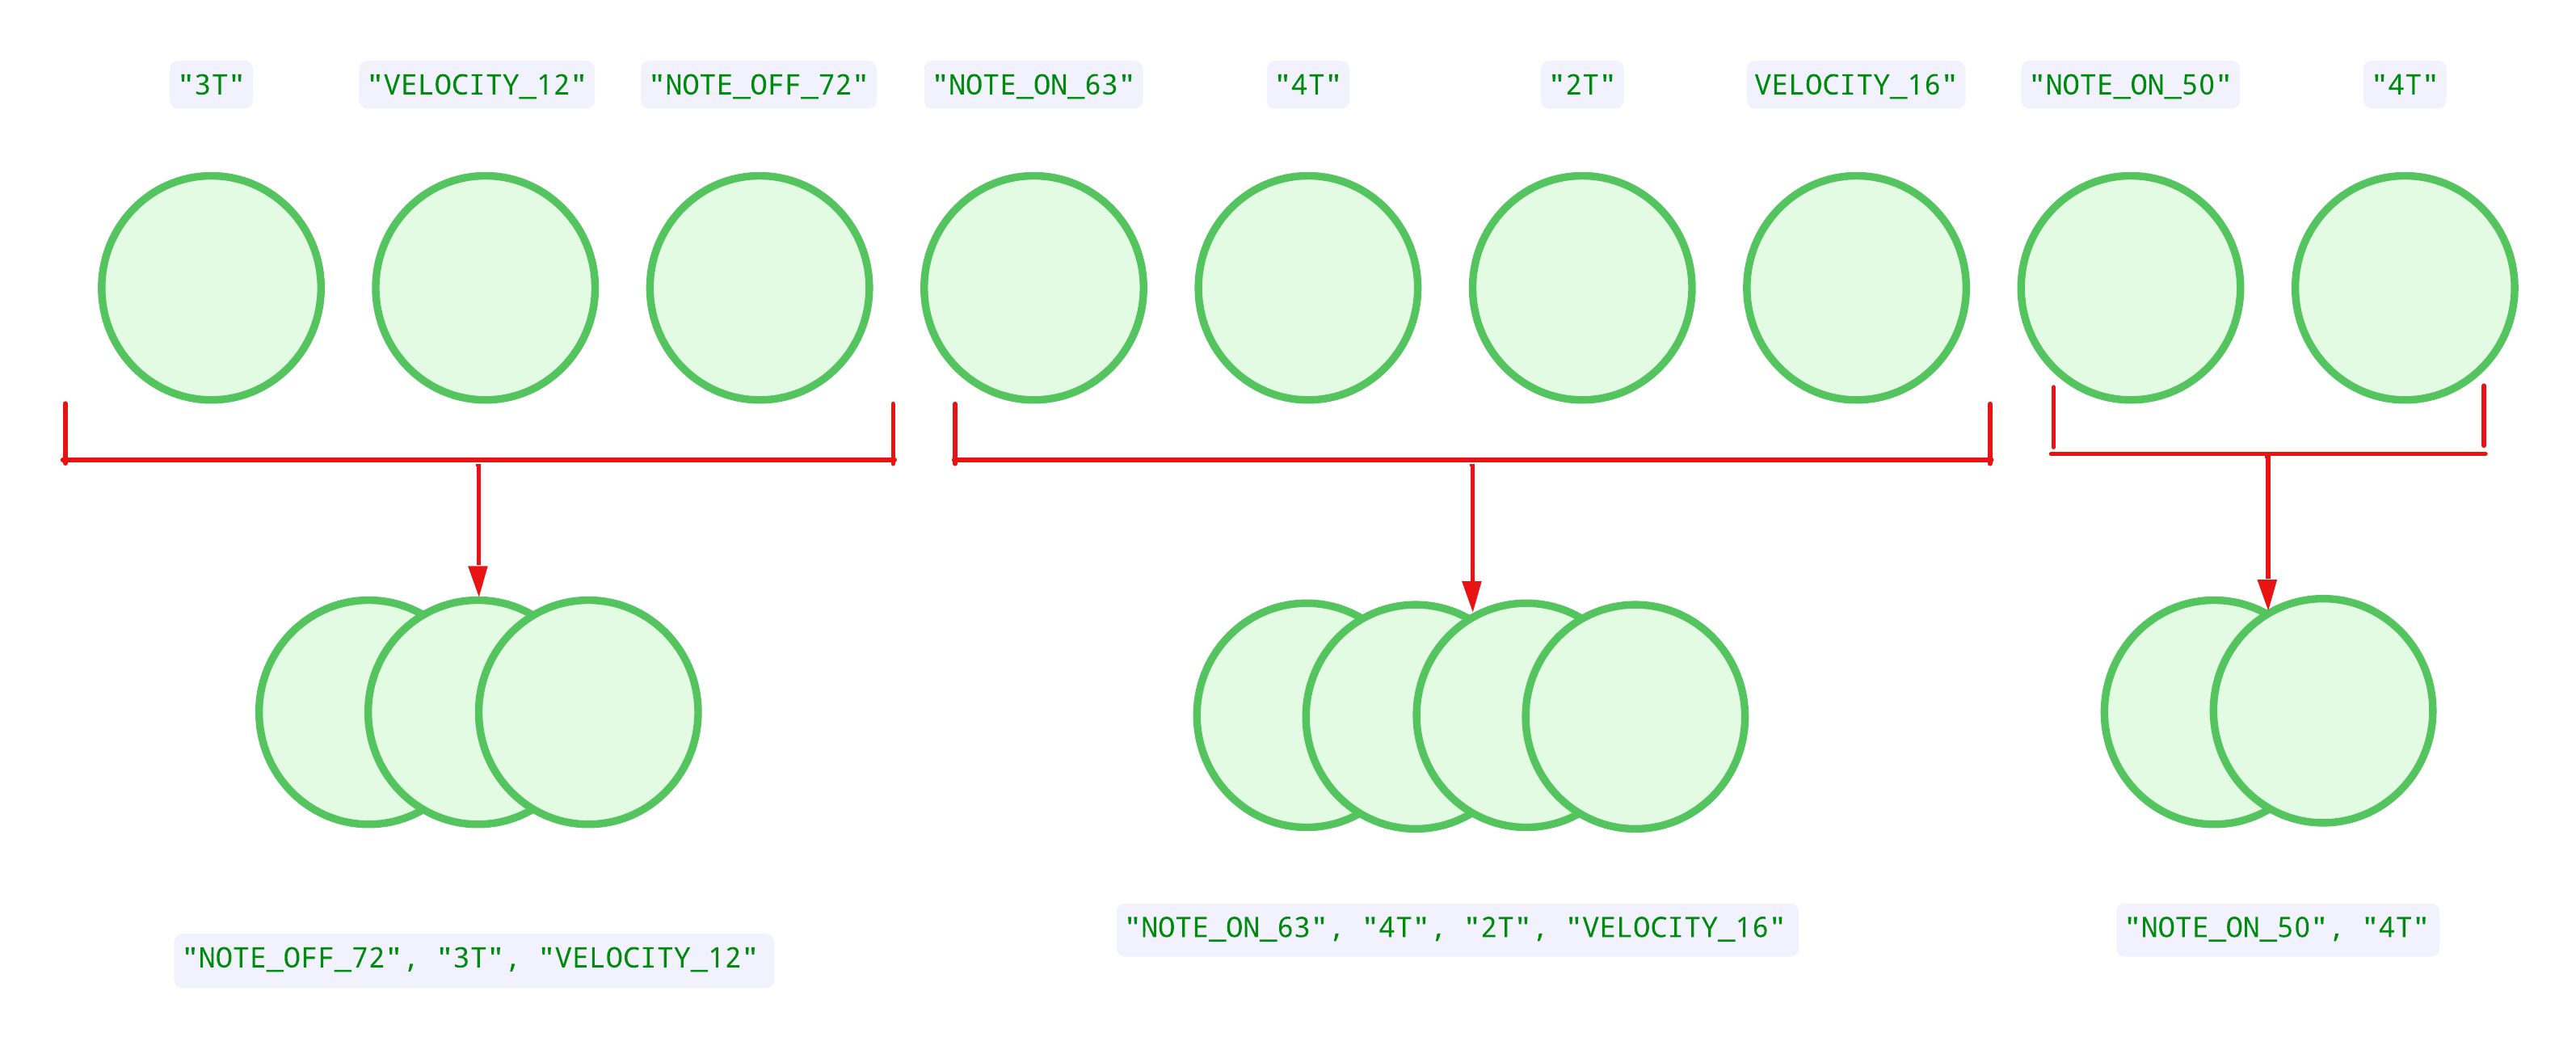 "3T"
"VELOCITY_12"
"NOTE_OFF_72"
"NOTE_ON_63"
"4T"
"2T"
VELOCITY_16"
"NOTE_ON_50"
"4T"
"NOTE_OFF_72", "3T", "VELOCITY_12"
"NOTE_ON_63", "4T", "2T", "VELOCITY_16"
"NOTE_ON_50", "4T"